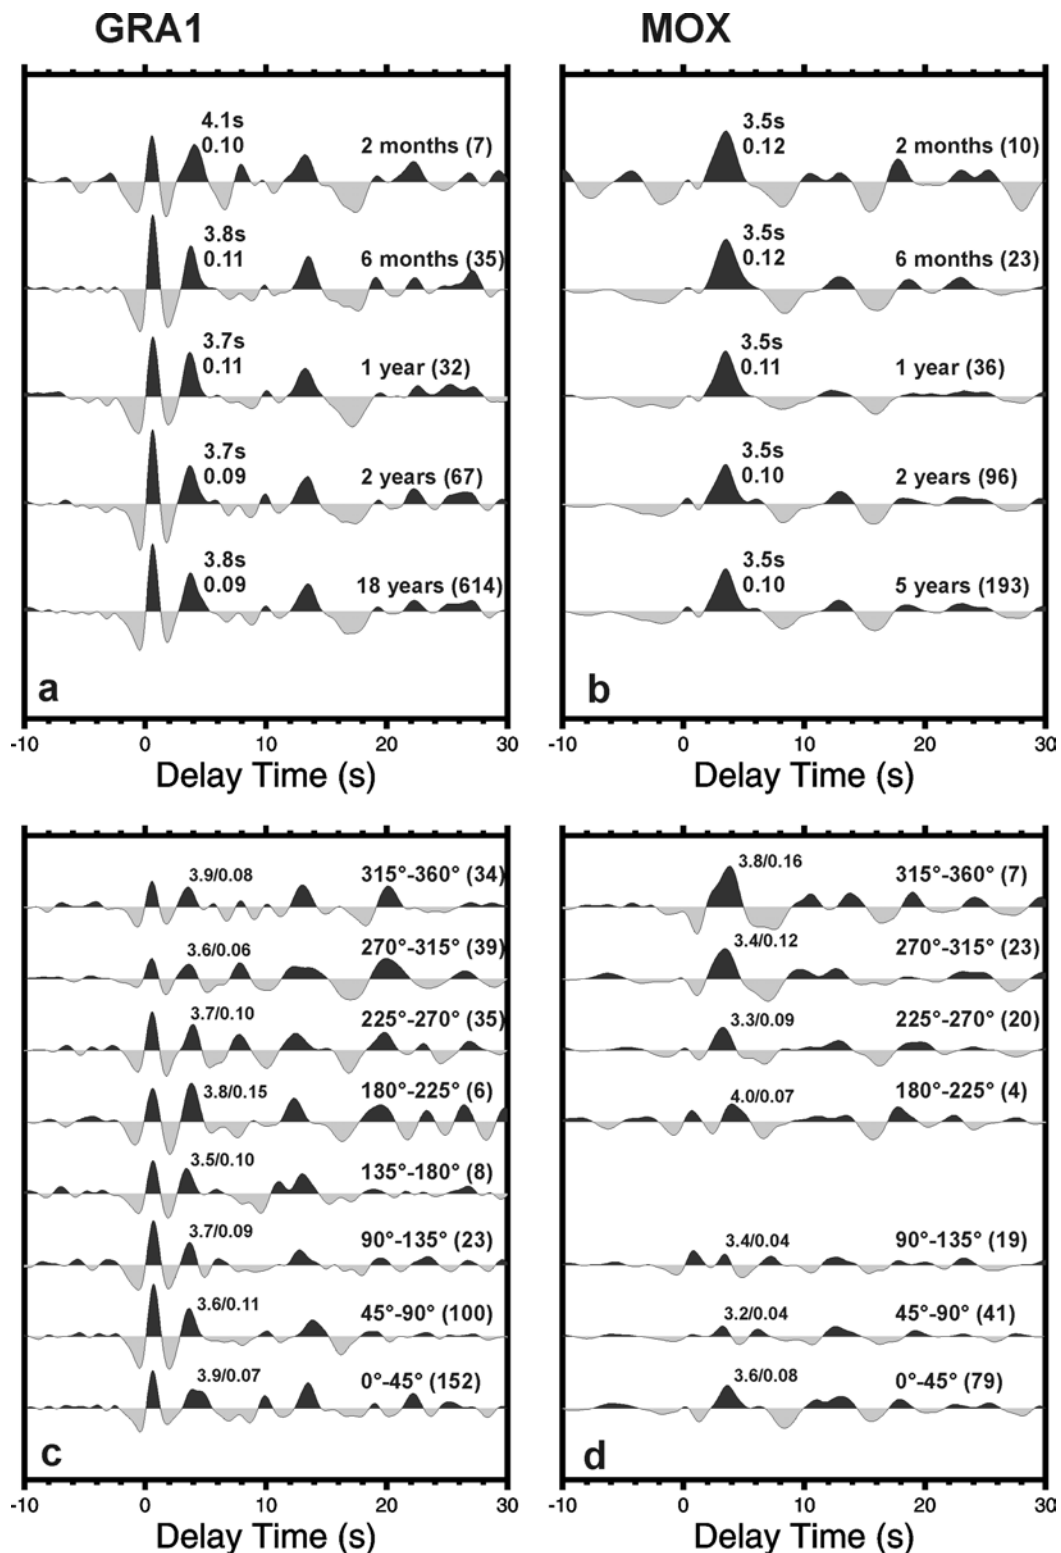 GRA1
MOX
4.1s
0.10
2 months (7)
3.8s
0.11
6 months (35)
3.7s
0.11
1 year (32)
3.7s
0.09
2 years (67)
3.8s
0.09
18 years (614)
a
-10 0 10 20 30
Delay Time (s)
3.5s
0.12
2 months (10)
3.5s
0.12
6 months (23)
3.5s
0.11
1 year (36)
3.5s
0.10
2 years (96)
3.5s
0.10
5 years (193)
b
-10 0 10 20 30
Delay Time (s)
3.9/0.08 315°-360° (34)
3.6/0.06 270°-315° (39)
3.7/0.10 225°-270° (35)
3.8/0.15 180°-225° (6)
3.5/0.10 135°-180° (8)
3.7/0.09 90°-135° (23)
3.6/0.11 45°-90° (100)
3.9/0.07 0°-45° (152)
c
-10 0 10 20 30
Delay Time (s)
3.8/0.16 315°-360° (7)
3.4/0.12 270°-315° (23)
3.3/0.09 225°-270° (20)
4.0/0.07 180°-225° (4)
3.4/0.04 90°-135° (19)
3.2/0.04 45°-90° (41)
3.6/0.08 0°-45° (79)
d
-10 0 10 20 30
Delay Time (s)